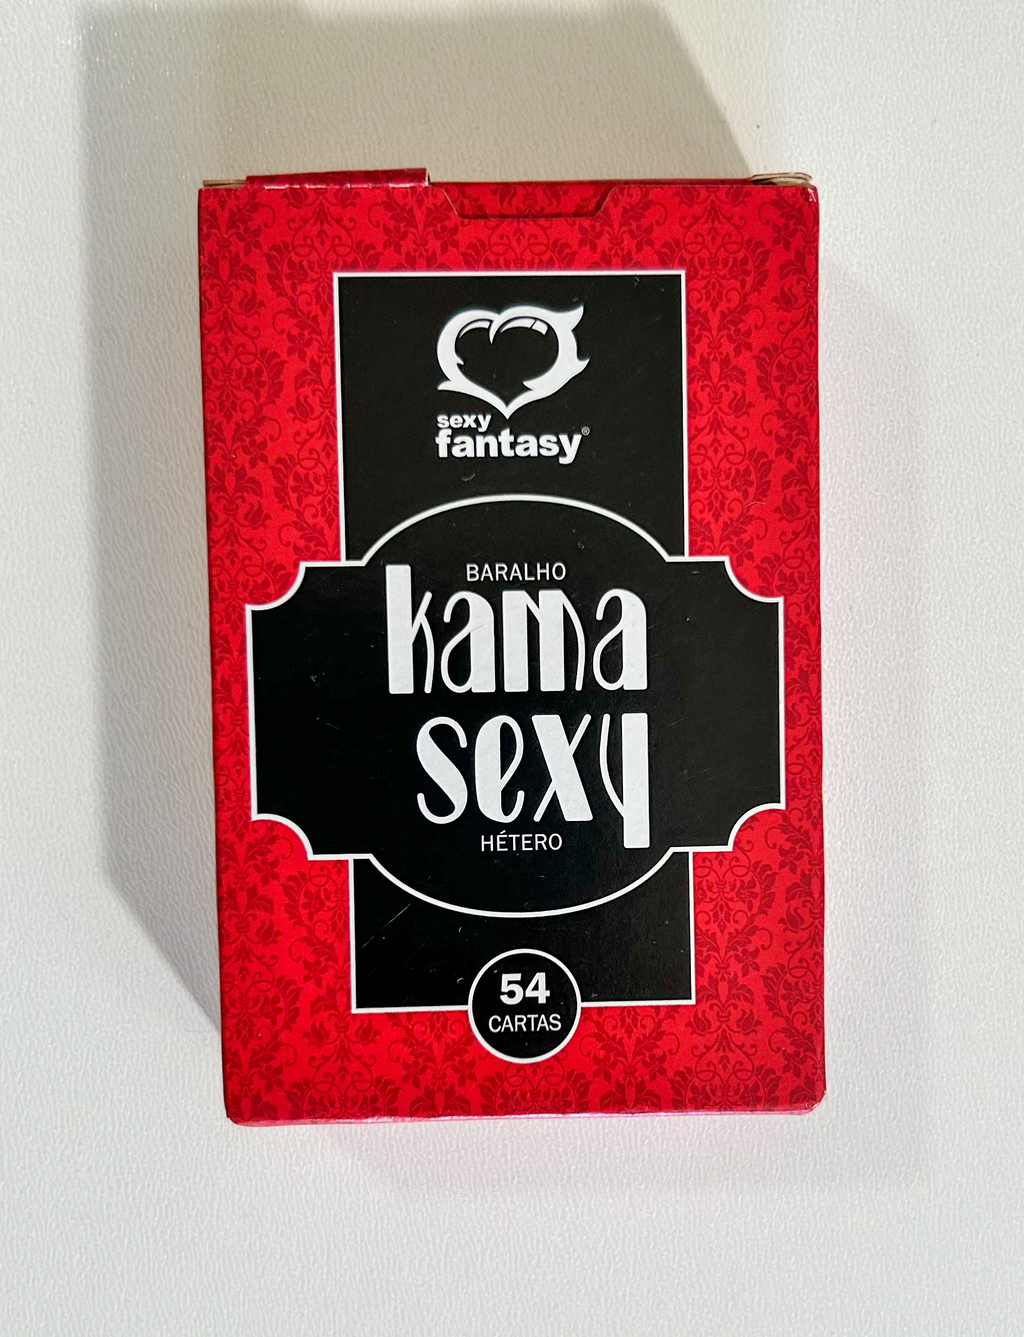 sexy
fantasy®
BARALHO
kama
sexy
HÉTERO
54
CARTAS